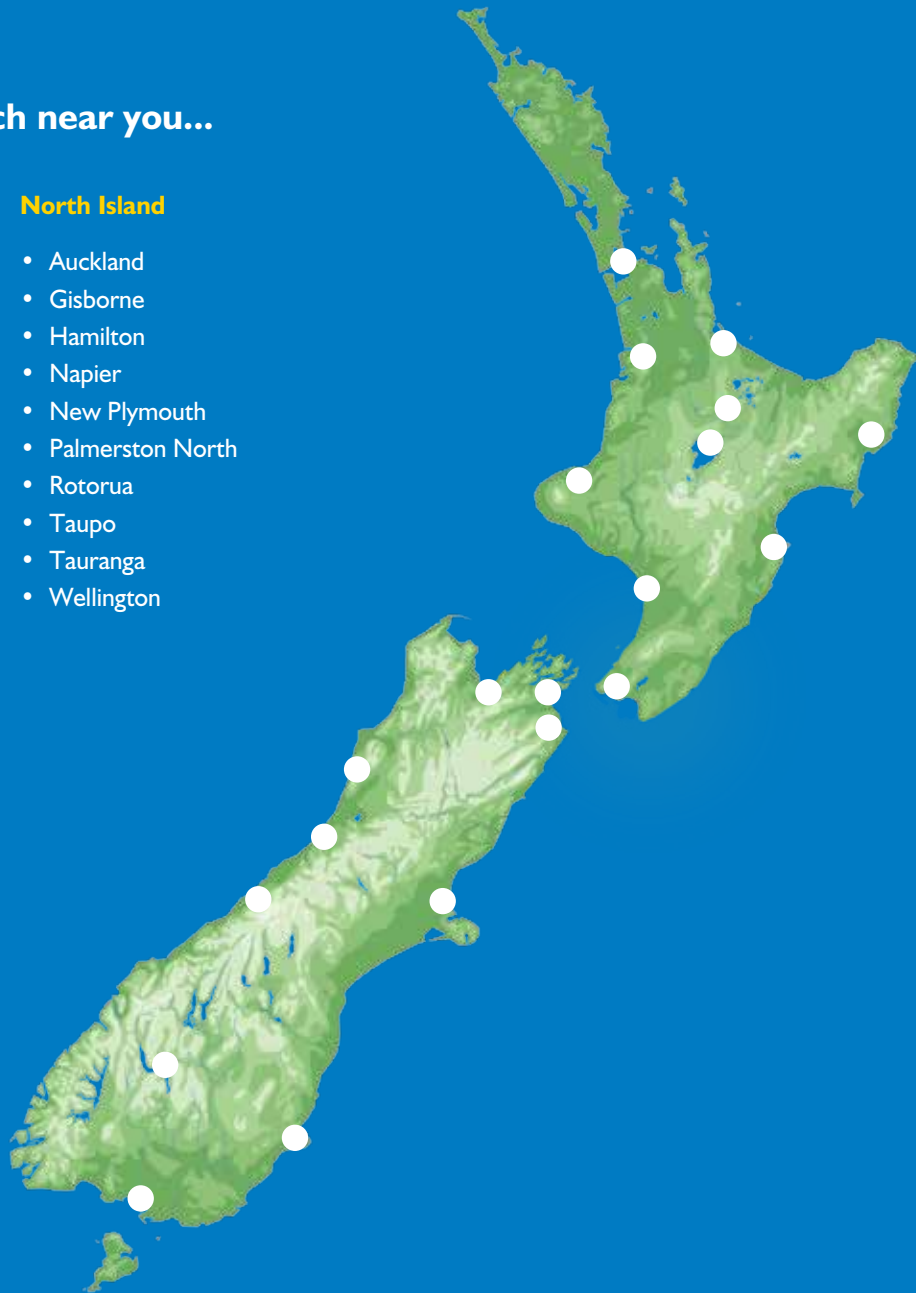 ch near you...
North Island
• Auckland
• Gisborne
• Hamilton
• Napier
• New Plymouth
• Palmerston North
• Rotorua
• Taupo
• Tauranga
• Wellington